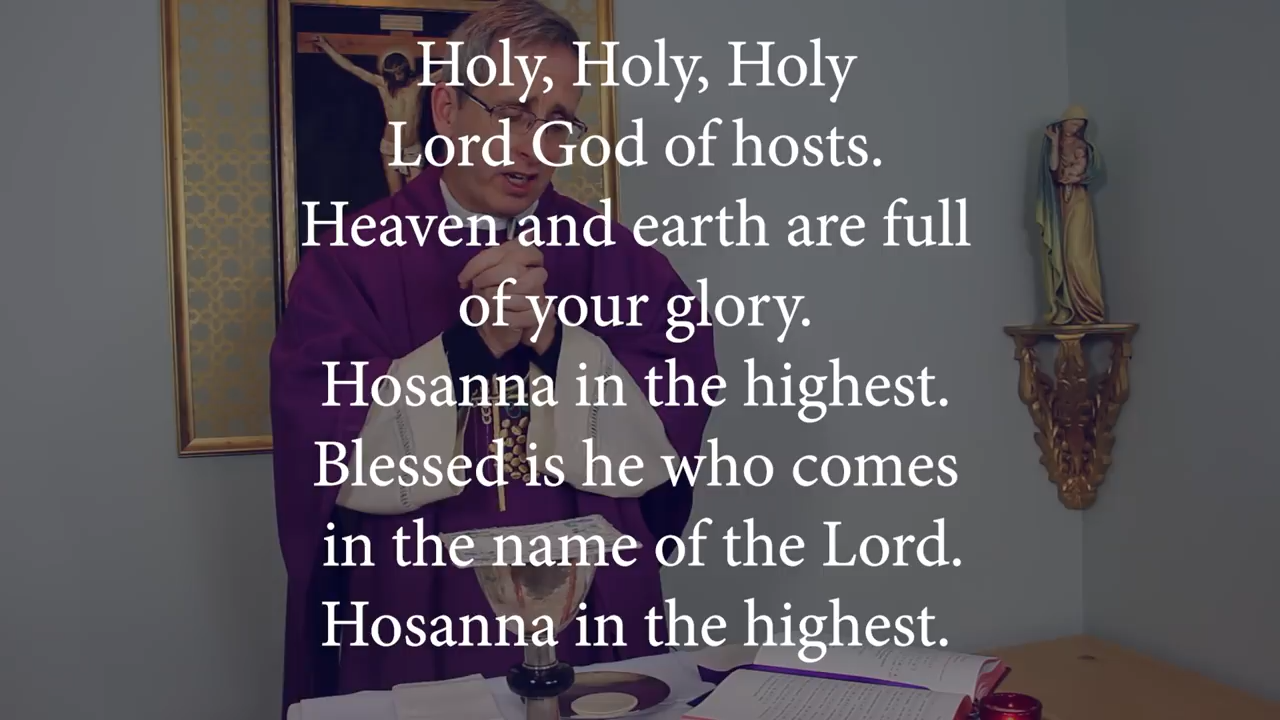 Holy, Holy, Holy
Lord God of hosts.
Heaven and earth are full
of your glory.
Hosanna in the highest.
Blessed is he who comes
in the name of the Lord.
Hosanna in the highest.